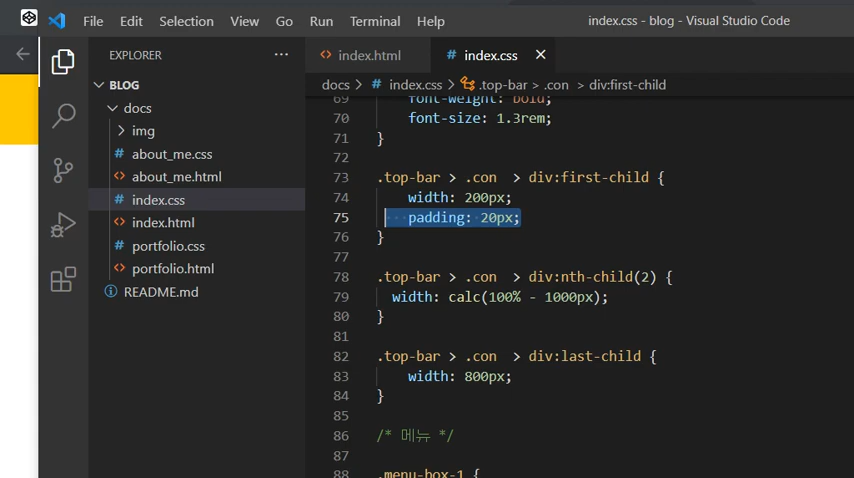 File Edit Selection View Go Run Terminal Help index.css - blog - Visual Studio Code
EXPLORER ···
BLOG
docs
img
about_me.css
about_me.html
index.css
index.html
portfolio.css
portfolio.html
README.md
index.html # index.css
docs > # index.css > .top-bar > .con > div:first-child
69 font-weight: bold;
70 font-size: 1.3rem;
71 }
72
73 .top-bar > .con > div:first-child {
74 width: 200px;
75 padding: 20px;
76 }
77
78 .top-bar > .con > div:nth-child(2) {
79 width: calc(100% - 1000px);
80 }
81
82 .top-bar > .con > div:last-child {
83 width: 800px;
84 }
85
86 /* 메뉴 */
87
88 .menu-box-1 {